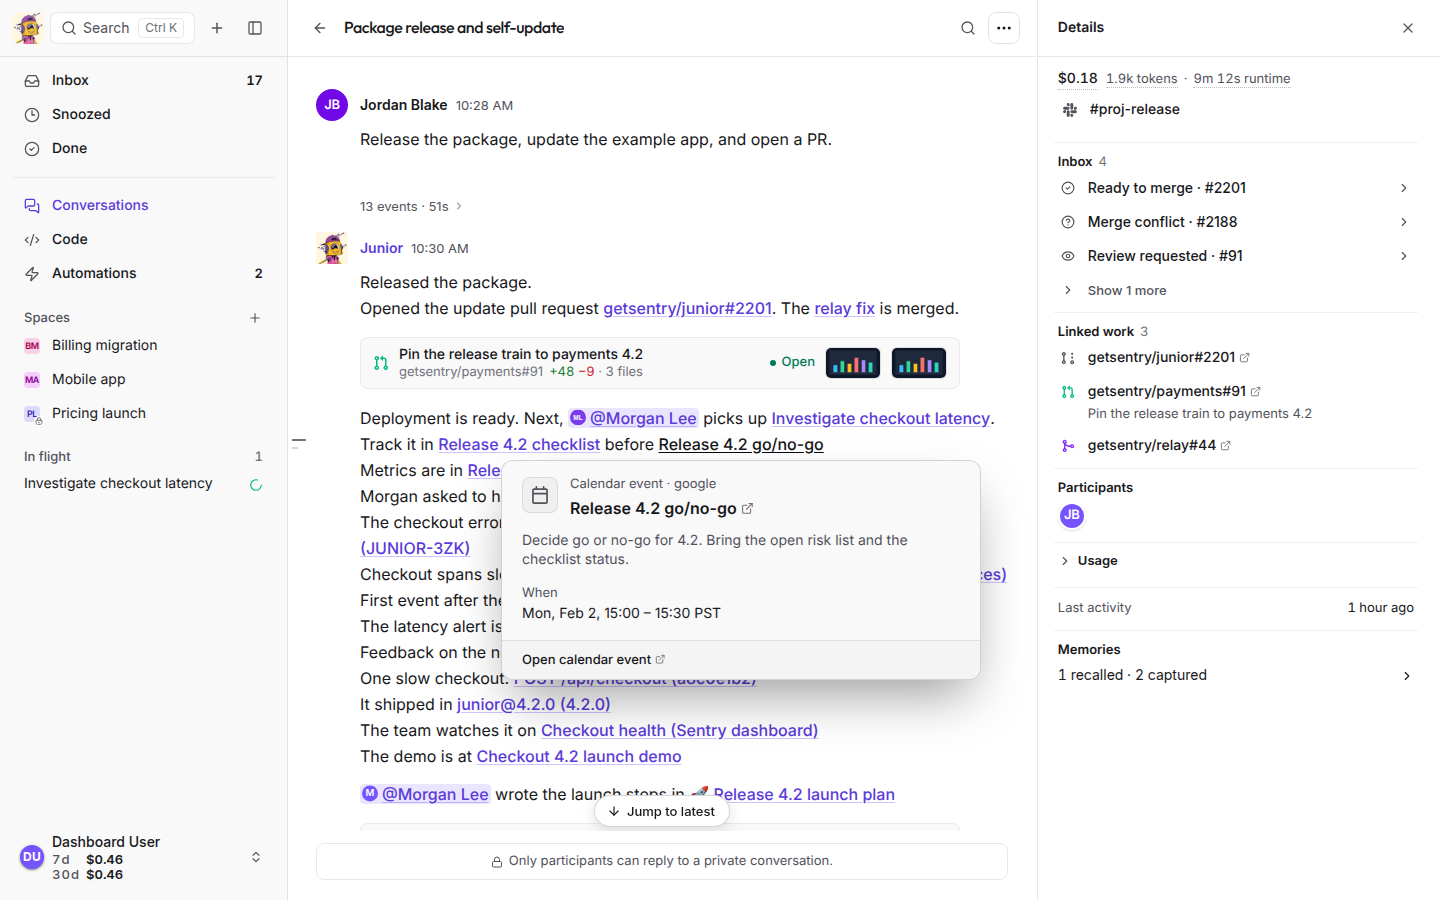 Search Ctrl K
Inbox 17
Snoozed
Done
Conversations
Code
Automations 2
Spaces
BM Billing migration
MA Mobile app
PL Pricing launch
In flight 1
Investigate checkout latency
DU Dashboard User
7d $0.46
30d $0.46
Package release and self-update
JB Jordan Blake 10:28 AM
Release the package, update the example app, and open a PR.
13 events · 51s
Junior 10:30 AM
Released the package.
Opened the update pull request getsentry/junior#2201. The relay fix is merged.
Pin the release train to payments 4.2
getsentry/payments#91 +48 −9 · 3 files
Open
Deployment is ready. Next, ML @Morgan Lee picks up Investigate checkout latency.
Track it in Release 4.2 checklist before Release 4.2 go/no-go
Metrics are in Rele
Morgan asked to h
The checkout error
(JUNIOR-3ZK)
Checkout spans slo ces)
First event after the
The latency alert is
Feedback on the n
One slow checkout: POST /api/checkout (a8c0e1b2)
It shipped in junior@4.2.0 (4.2.0)
The team watches it on Checkout health (Sentry dashboard)
The demo is at Checkout 4.2 launch demo
M @Morgan Lee wrote the launch steps in 🚀 Release 4.2 launch plan
Calendar event · google
Release 4.2 go/no-go
Decide go or no-go for 4.2. Bring the open risk list and the
checklist status.
When
Mon, Feb 2, 15:00 – 15:30 PST
Open calendar event
Jump to latest
Only participants can reply to a private conversation.
Details
$0.18 1.9k tokens · 9m 12s runtime
#proj-release
Inbox 4
Ready to merge · #2201
Merge conflict · #2188
Review requested · #91
Show 1 more
Linked work 3
getsentry/junior#2201
getsentry/payments#91
Pin the release train to payments 4.2
getsentry/relay#44
Participants
JB
Usage
Last activity 1 hour ago
Memories
1 recalled · 2 captured